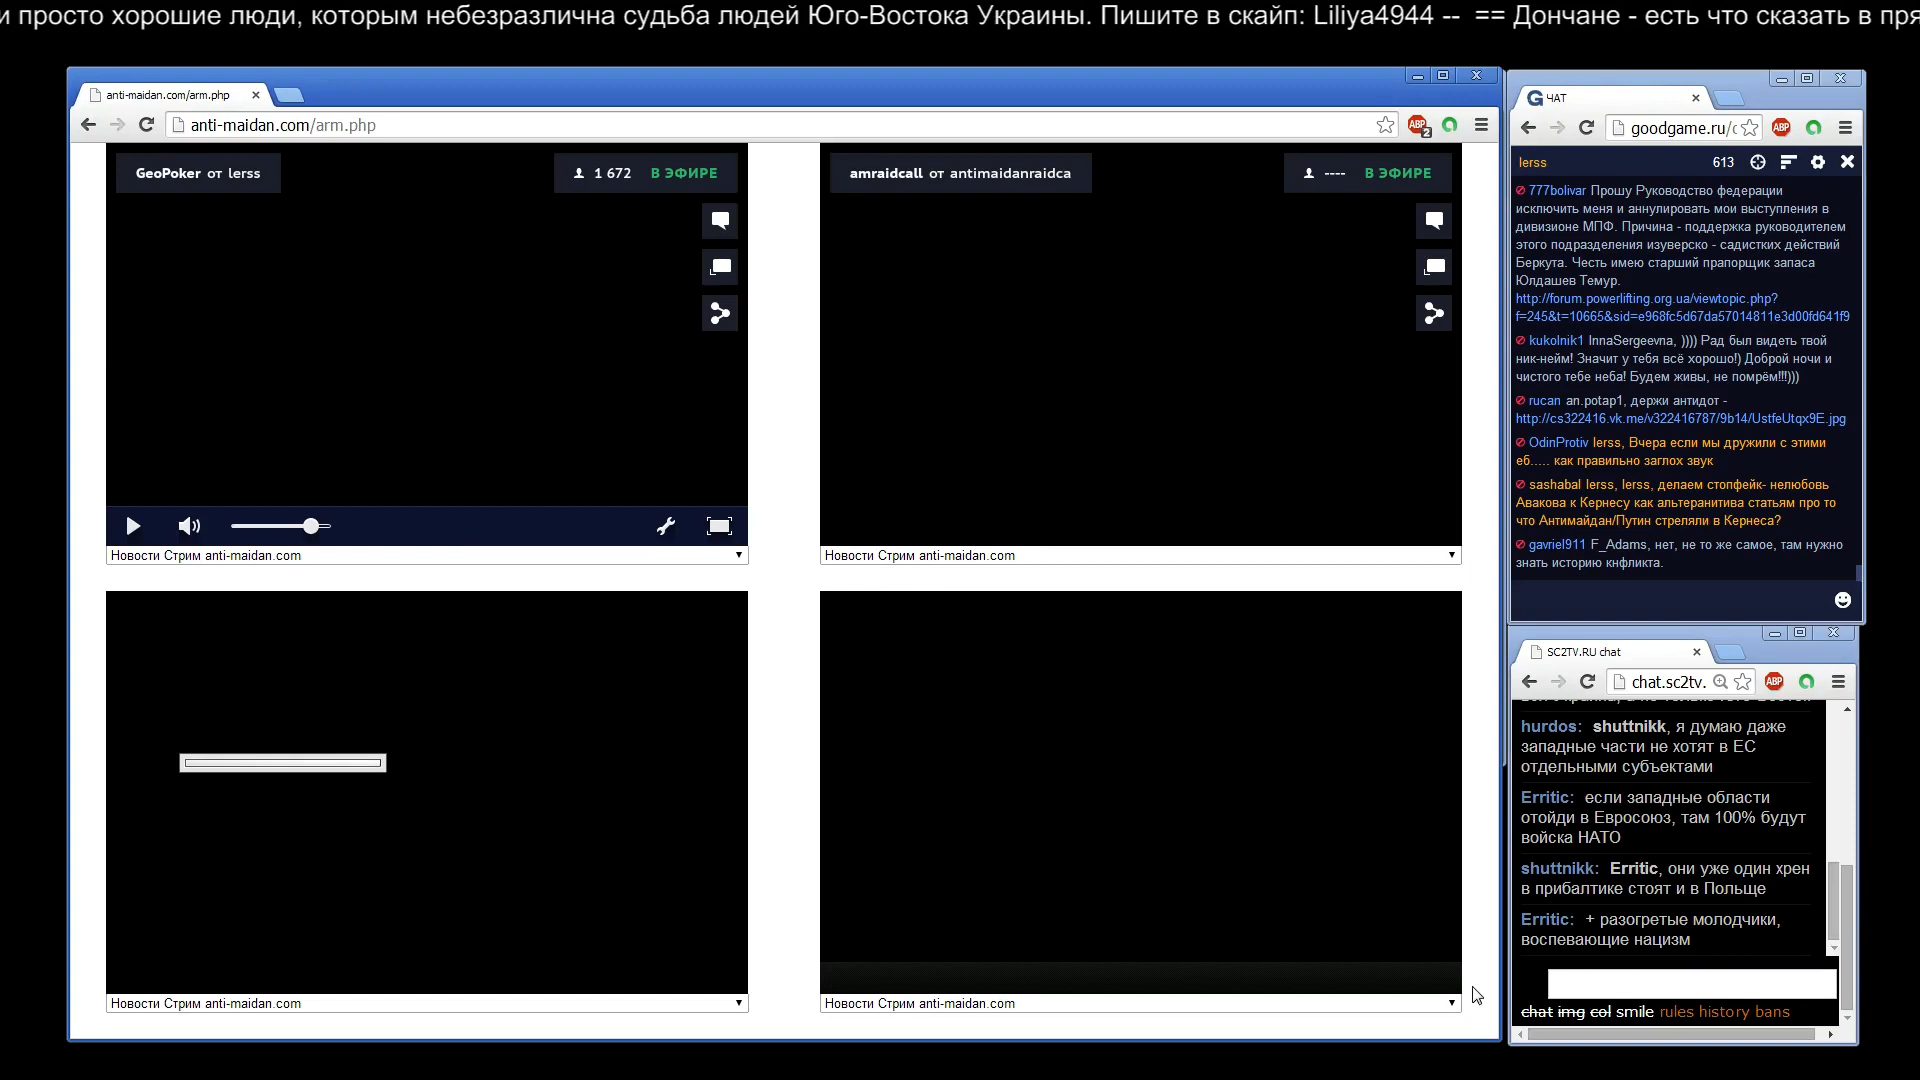 и просто хорошие люди, которым небезразлична судьба людей Юго-Востока Украины. Пишите в скайп: Liliya4944 -- == Дончане - есть что сказать в пря
anti-maidan.com/arm.php
anti-maidan.com/arm.php
ABP
2
GeoPoker от lerss
1 672 В ЭФИРЕ
amraidcall от antimaidanraidca
---- В ЭФИРЕ
Новости Стрим anti-maidan.com
Новости Стрим anti-maidan.com
Новости Стрим anti-maidan.com
Новости Стрим anti-maidan.com
G ЧАТ
goodgame.ru/c
ABP
lerss 613
777bolivar Прошу Руководство федерации
исключить меня и аннулировать мои выступления в
дивизионе МПФ. Причина - поддержка руководителем
этого подразделения изуверско - садистких действий
Беркута. Честь имею старший прапорщик запаса
Юлдашев Темур.
http://forum.powerlifting.org.ua/viewtopic.php?
f=245&t=10665&sid=e968fc5d67da57014811e3d00fd641f9
kukolnik1 InnaSergeevna, )))) Рад был видеть твой
ник-нейм! Значит у тебя всё хорошо!) Доброй ночи и
чистого тебе неба! Будем живы, не помрём!!!)))
rucan an.potap1, держи антидот -
http://cs322416.vk.me/v322416787/9b14/UstfeUtqx9E.jpg
OdinProtiv lerss, Вчера если мы дружили с этими
еб..... как правильно заглох звук
sashabal lerss, lerss, делаем стопфейк- нелюбовь
Авакова к Кернесу как альтеранитива статьям про то
что Антимайдан/Путин стреляли в Кернеса?
gavriel911 F_Adams, нет, не то же самое, там нужно
знать историю кнфликта.
SC2TV.RU chat
chat.sc2tv.
ABP
hurdos: shuttnikk, я думаю даже
западные части не хотят в ЕС
отдельными субъектами
Erritic: если западные области
отойди в Евросоюз, там 100% будут
войска НАТО
shuttnikk: Erritic, они уже один хрен
в прибалтике стоят и в Польще
Erritic: + разогретые молодчики,
воспевающие нацизм
chat img col smile rules history bans